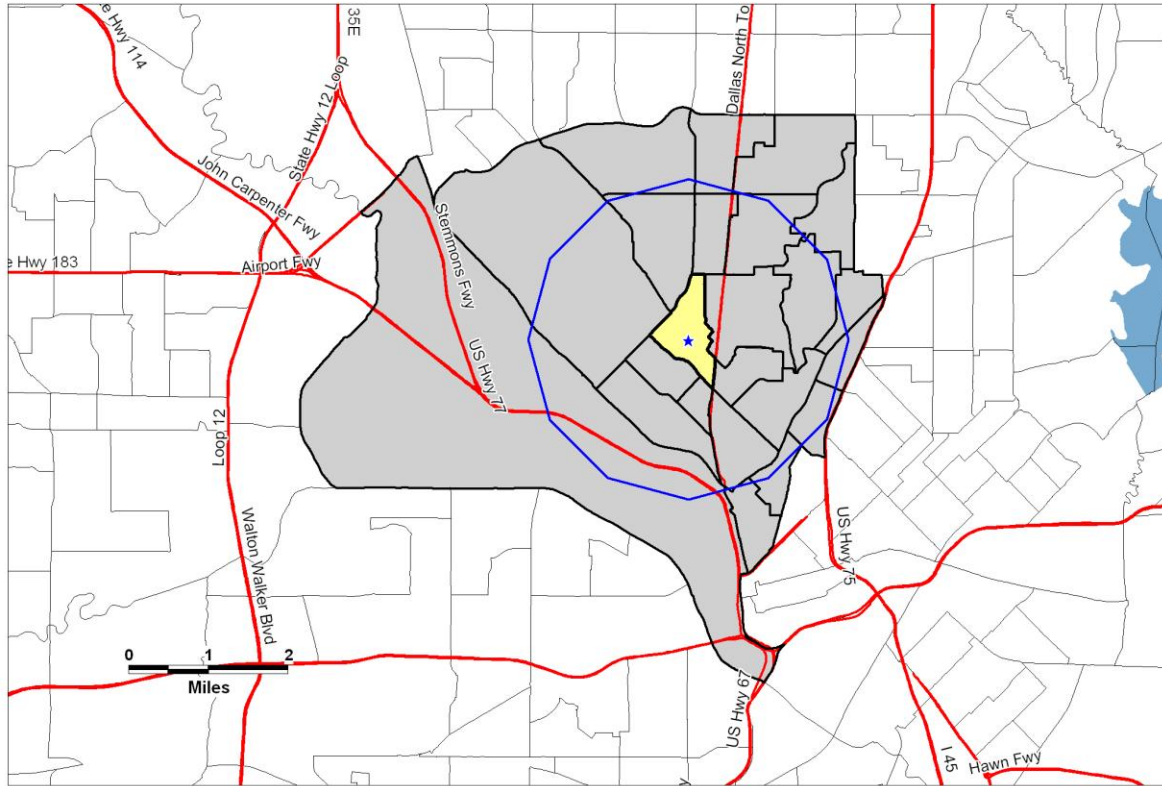 e Hwy 114
35E
Dallas North To
State Hwy 12 Loop
John Carpenter Fwy
Stemmons Fwy
e Hwy 183
Airport Fwy
US Hwy 77
Loop 12
US Hwy 75
Walton Walker Blvd
0 1 2
Miles
US Hwy 67
I 45
Hawn Fwy